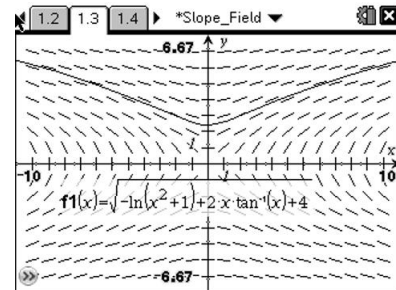 1.2 1.3 1.4 *Slope_Field
6.67 y
1
x
-10 1 10
f1(x)=√(-ln(x²+1)+2·x·tan⁻¹(x)+4)
-6.67